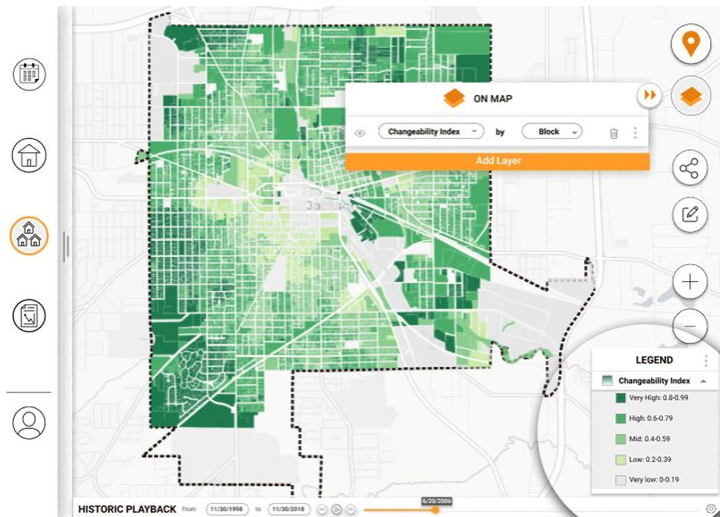 ON MAP
Changeability Index by Block
Add Layer
LEGEND
Changeability Index
Very High: 0.8-0.99
High: 0.6-0.79
Mid: 0.4-0.59
Low: 0.2-0.39
Very low: 0-0.19
6/20/2006
HISTORIC PLAYBACK From 11/30/1998 to 11/30/2018